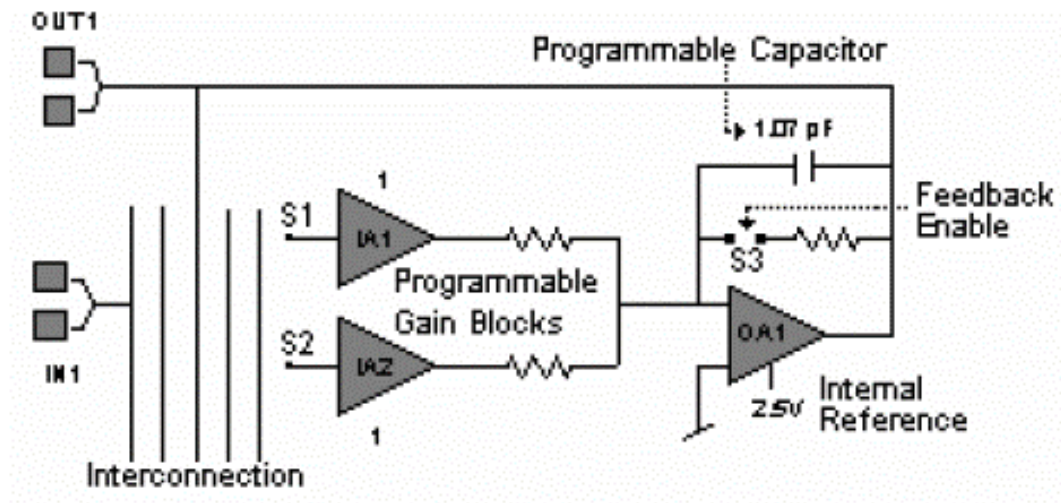 OUT1
Programmable Capacitor
1.07 pF
1
S1
IA1
Feedback
Enable
S3
Programmable
Gain Blocks
OA1
S2
IA2
IN1
2.5V
Internal
Reference
1
Interconnection